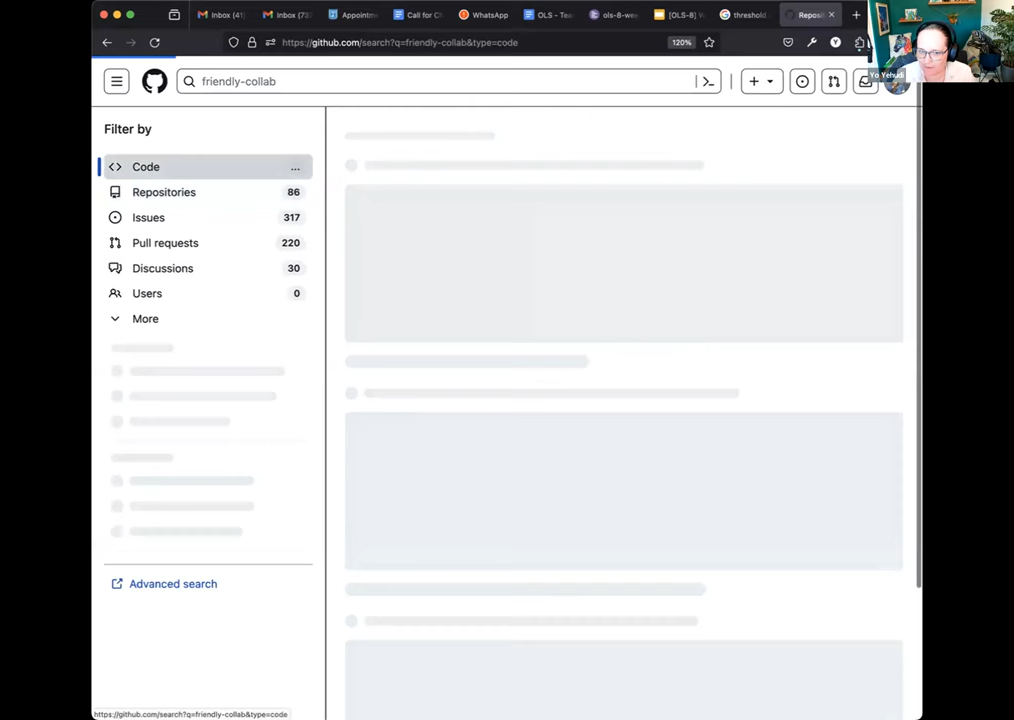 Inbox (41)
Inbox (73
Appointm
Call for C
WhatsApp
OLS - Tea
ols-8-wee
[OLS-8] W
threshold
Reposi
https://github.com/search?q=friendly-collab&type=code
120%
Yo Yehudi
friendly-collab
Filter by
Code ...
Repositories 86
Issues 317
Pull requests 220
Discussions 30
Users 0
More
Advanced search
https://github.com/search?q=friendly-collab&type=code